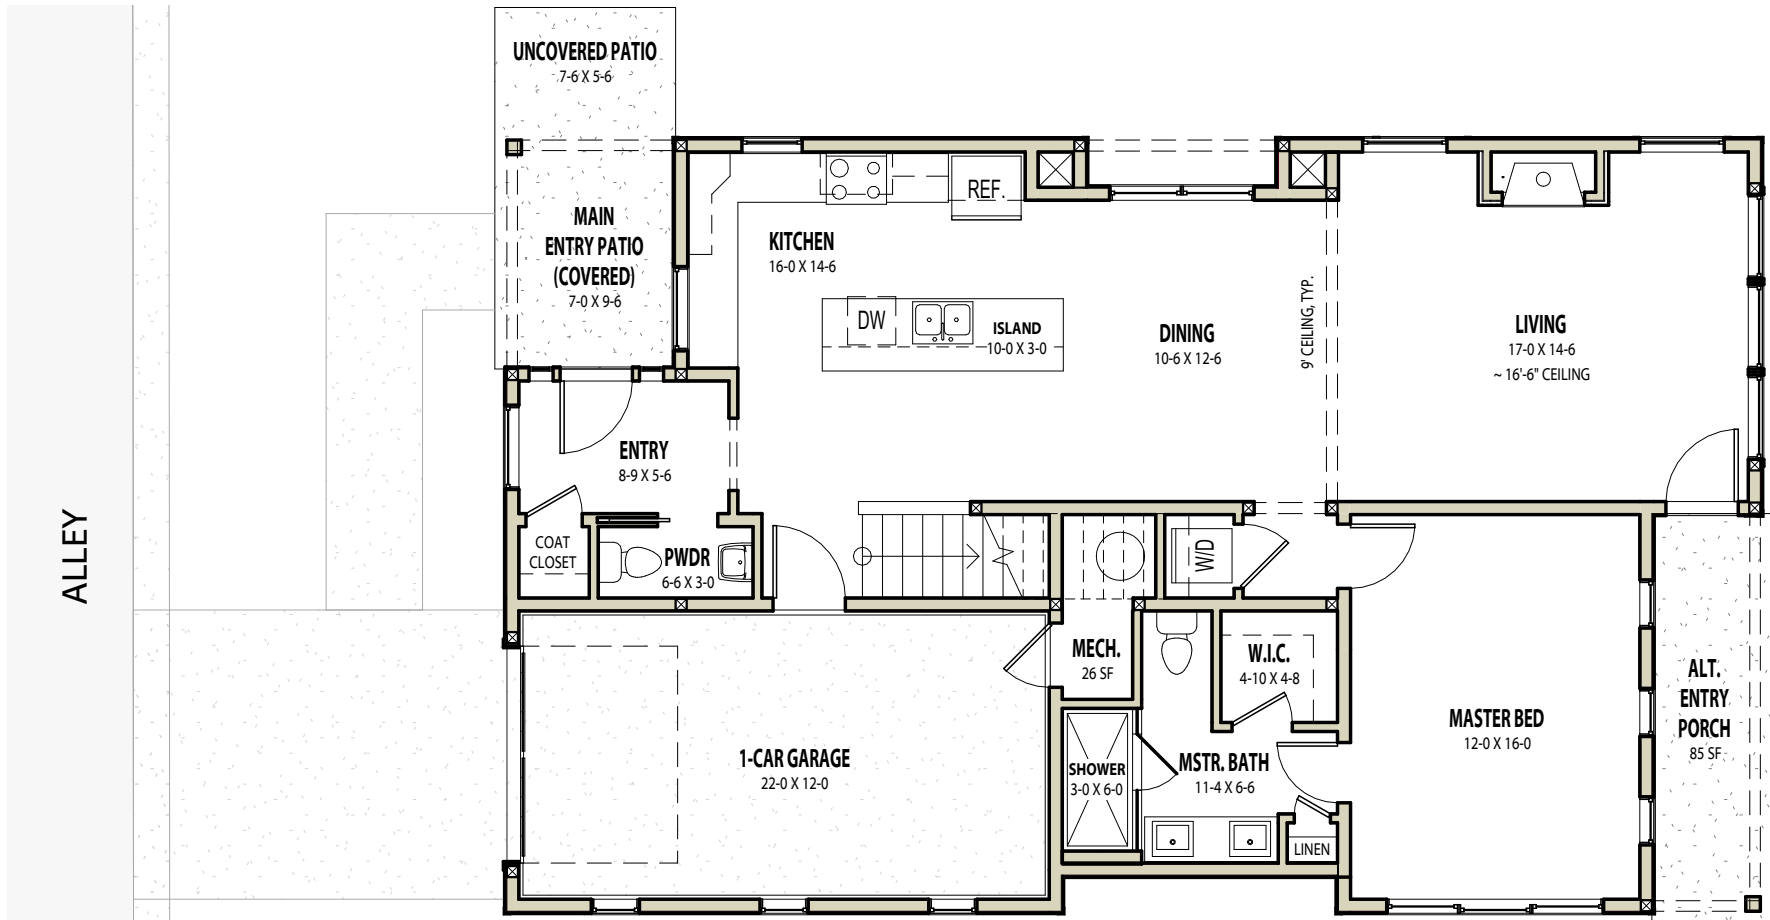 UNCOVERED PATIO
7-6 X 5-6
MAIN
ENTRY PATIO
(COVERED)
7-0 X 9-6
REF.
KITCHEN
16-0 X 14-6
DW
ISLAND
10-0 X 3-0
DINING
10-6 X 12-6
9' CEILING, TYP.
LIVING
17-0 X 14-6
~ 16'-6" CEILING
ENTRY
8-9 X 5-6
ALLEY
COAT
CLOSET
PWDR
6-6 X 3-0
W/D
MECH.
26 SF
W.I.C.
4-10 X 4-8
1-CAR GARAGE
22-0 X 12-0
SHOWER
3-0 X 6-0
MSTR. BATH
11-4 X 6-6
LINEN
MASTER BED
12-0 X 16-0
ALT.
ENTRY
PORCH
85 SF